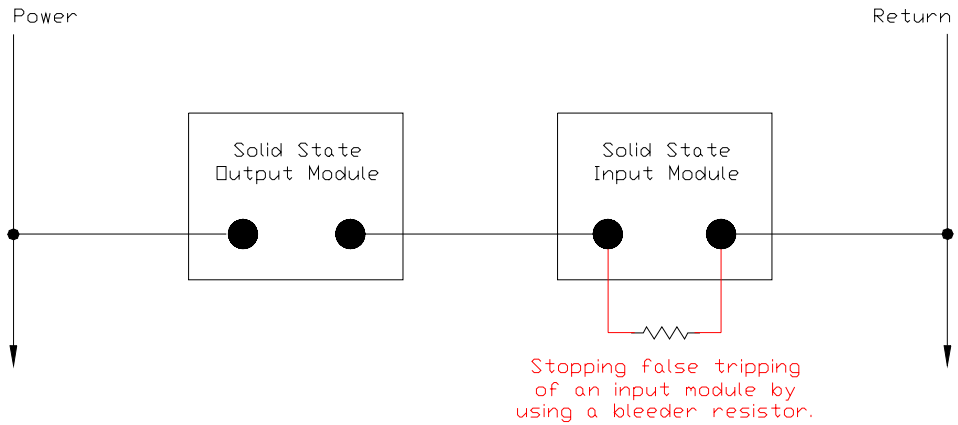 Power
Return
Solid State
Output Module
Solid State
Input Module
Stopping false tripping
of an input module by
using a bleeder resistor.